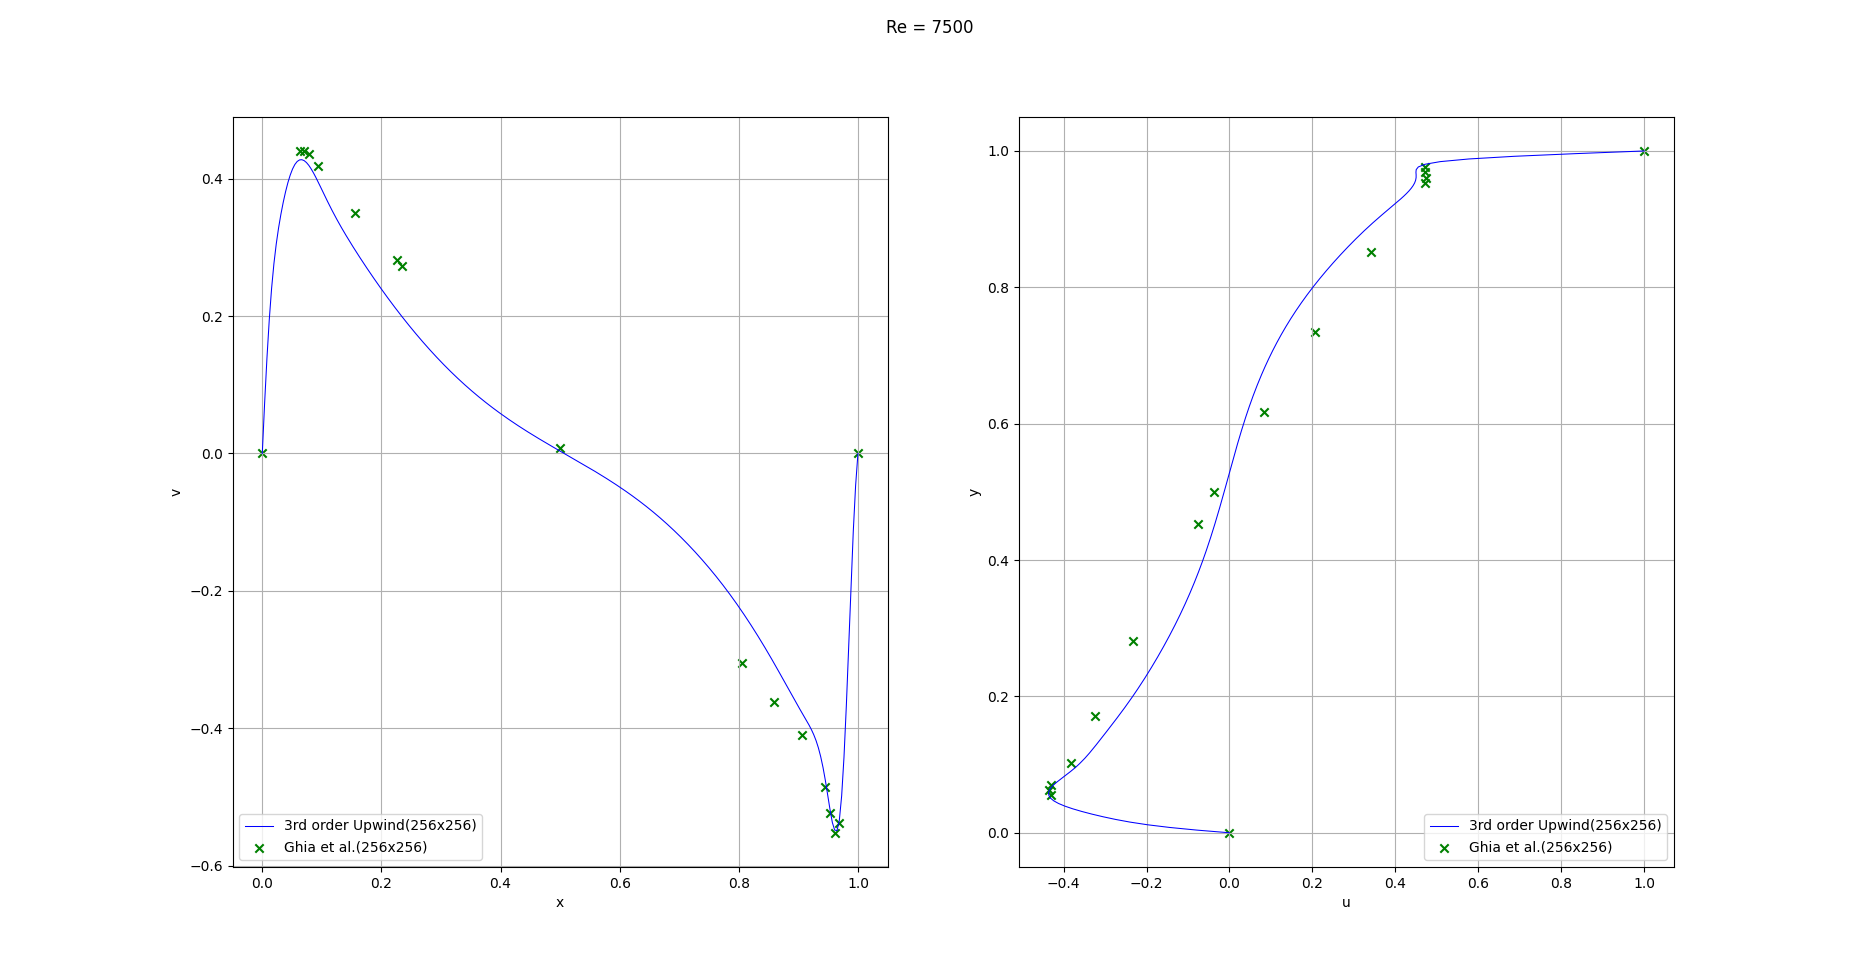 Re = 7500
0.4
0.2
0.0
−0.2
−0.4
−0.6
v
0.0 0.2 0.4 0.6 0.8 1.0
x
3rd order Upwind(256x256)
Ghia et al.(256x256)
1.0
0.8
0.6
0.4
0.2
0.0
y
−0.4 −0.2 0.0 0.2 0.4 0.6 0.8 1.0
u
3rd order Upwind(256x256)
Ghia et al.(256x256)